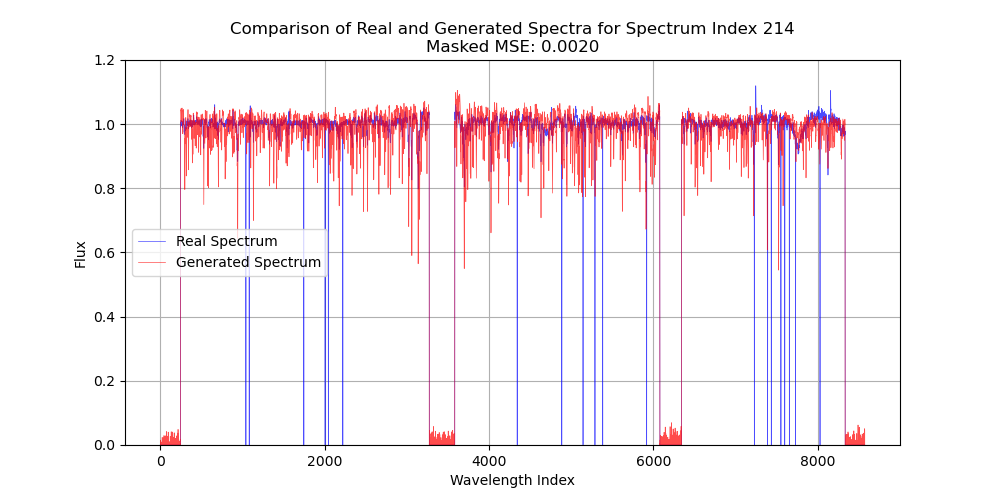 Comparison of Real and Generated Spectra for Spectrum Index 214
Masked MSE: 0.0020
1.2
1.0
0.8
0.6
0.4
0.2
0.0
Flux
Real Spectrum
Generated Spectrum
0
2000
4000
6000
8000
Wavelength Index